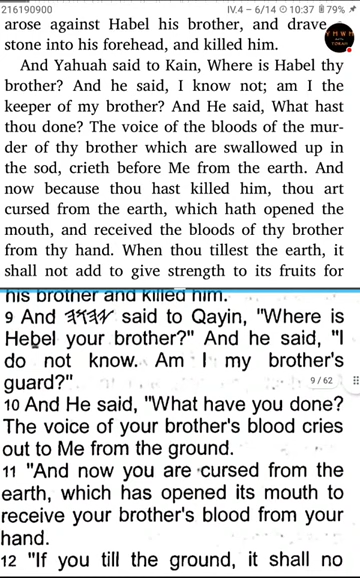 216190900 IV.4 – 6/14 10:37 79%
arose against Habel his brother, and drave
stone into his forehead, and killed him.
And Yahuah said to Kain, Where is Habel thy
brother? And he said, I know not; am I the
keeper of my brother? And He said, What hast
thou done? The voice of the bloods of the mur-
der of thy brother which are swallowed up in
the sod, crieth before Me from the earth. And
now because thou hast killed him, thou art
cursed from the earth, which hath opened the
mouth, and received the bloods of thy brother
from thy hand. When thou tillest the earth, it
shall not add to give strength to its fruits for
his brother and killed him.
9 And 𐤉𐤄𐤅𐤄 said to Qayin, "Where is
Heḇel your brother?" And he said, "I
do not know. Am I my brother's
guard?"
9/62
10 And He said, "What have you done?
The voice of your brother's blood cries
out to Me from the ground.
11 "And now you are cursed from the
earth, which has opened its mouth to
receive your brother's blood from your
hand.
12 "If you till the ground, it shall no